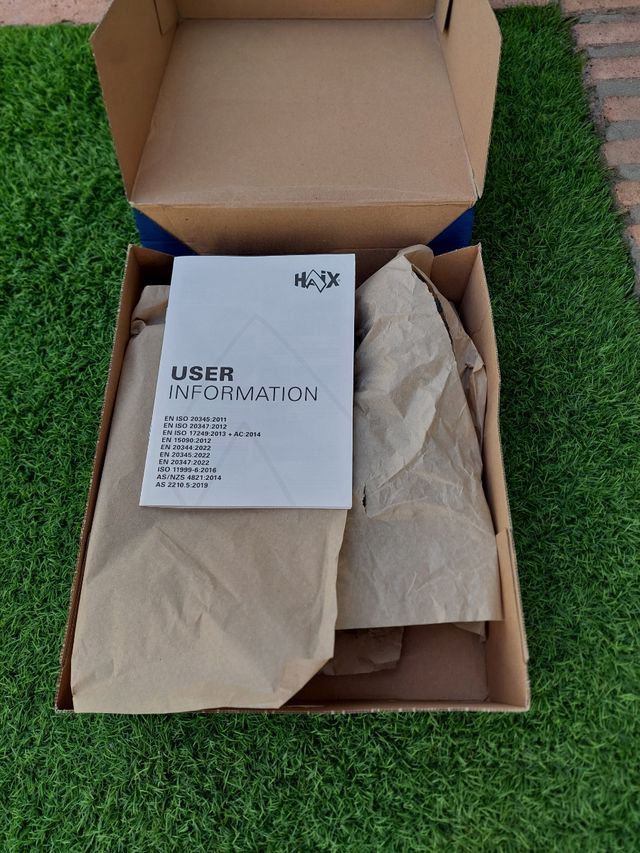 HAIX
USER
INFORMATION
EN ISO 20345:2011
EN ISO 20347:2012
EN ISO 17249:2013 + AC:2014
EN 15090:2012
EN 20344:2022
EN 20345:2022
EN 20347:2022
ISO 11999-6:2016
AS/NZS 4821:2014
AS 2210.5:2019